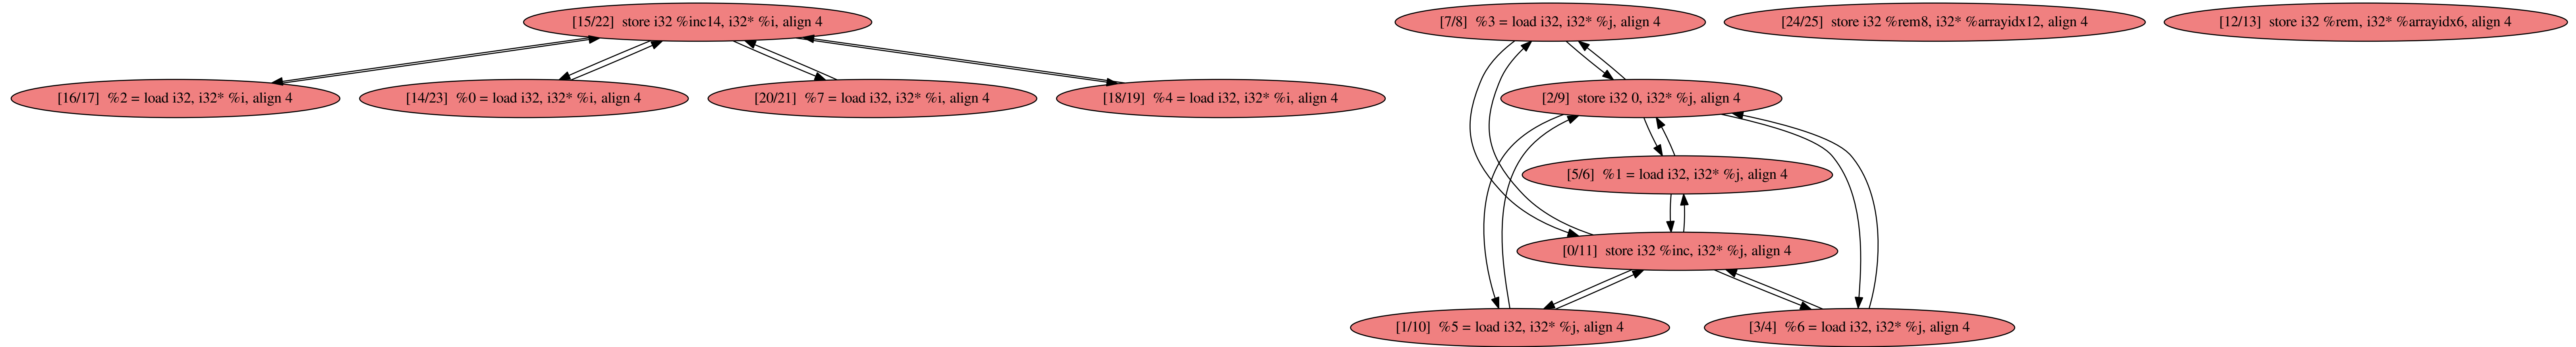 [15/22] store i32 %inc14, i32* %i, align 4
[7/8] %3 = load i32, i32* %j, align 4
[24/25] store i32 %rem8, i32* %arrayidx12, align 4
[12/13] store i32 %rem, i32* %arrayidx6, align 4
[16/17] %2 = load i32, i32* %i, align 4
[14/23] %0 = load i32, i32* %i, align 4
[20/21] %7 = load i32, i32* %i, align 4
[18/19] %4 = load i32, i32* %i, align 4
[2/9] store i32 0, i32* %j, align 4
[5/6] %1 = load i32, i32* %j, align 4
[0/11] store i32 %inc, i32* %j, align 4
[1/10] %5 = load i32, i32* %j, align 4
[3/4] %6 = load i32, i32* %j, align 4